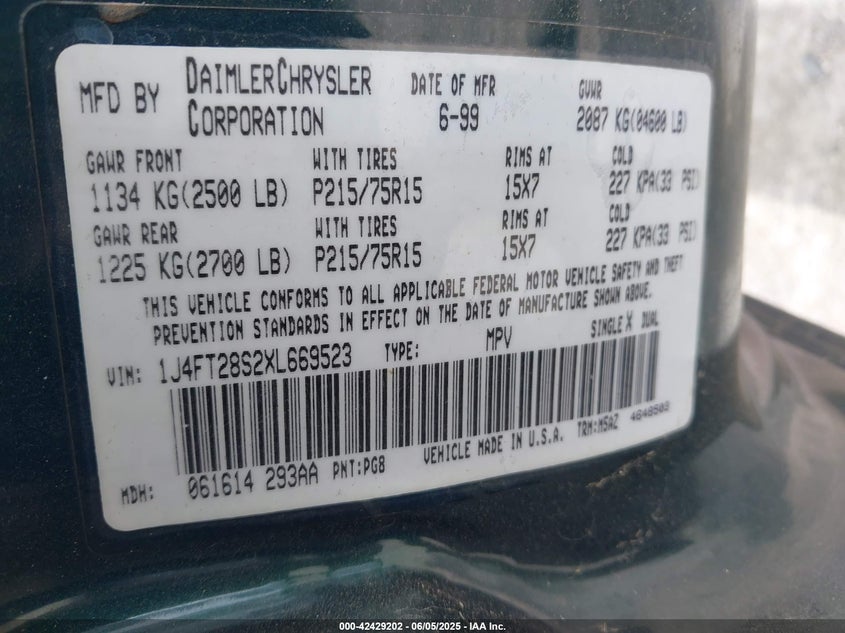 MFD BY DAIMLERCHRYSLER CORPORATION DATE OF MFR 6-99 GVWR 2087 KG(04600 LB)
GAWR FRONT WITH TIRES RIMS AT COLD
1134 KG(2500 LB) P215/75R15 15X7 227 KPA(33 PSI)
GAWR REAR WITH TIRES RIMS AT COLD
1225 KG(2700 LB) P215/75R15 15X7 227 KPA(33 PSI)
THIS VEHICLE CONFORMS TO ALL APPLICABLE FEDERAL MOTOR VEHICLE SAFETY AND THEFT
PREVENTION STANDARDS IN EFFECT ON THE DATE OF MANUFACTURE SHOWN ABOVE.
VIN: 1J4FT28S2XL669523 TYPE: MPV SINGLE X DUAL
MDH: 061614 293AA PNT:PG8 VEHICLE MADE IN U.S.A. TRM:M5AZ 4648503
000-42429202 - 06/05/2025 - IAA Inc.